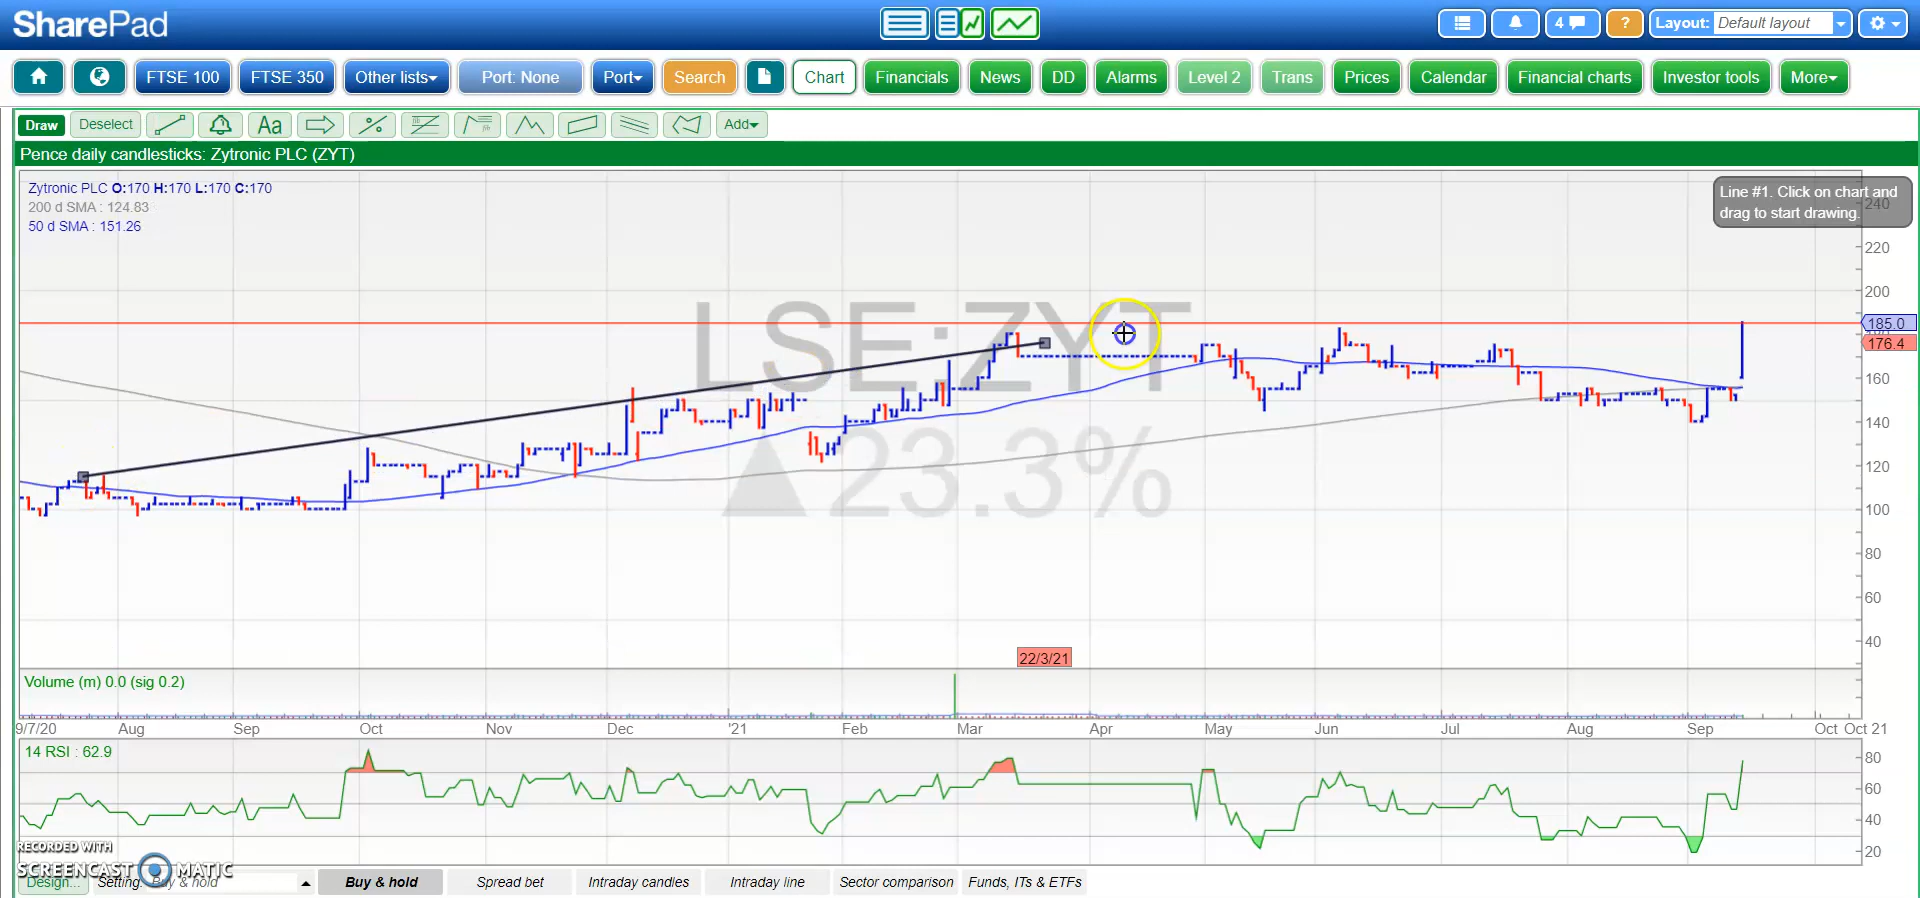 SharePad
4 ? Layout: Default layout
FTSE 100 FTSE 350 Other lists Port: None Port Search Chart Financials News DD Alarms Level 2 Trans Prices Calendar Financial charts Investor tools More
Draw Deselect Aa Add
Pence daily candlesticks: Zytronic PLC (ZYT)
Zytronic PLC O:170 H:170 L:170 C:170
200 d SMA : 124.83
50 d SMA : 151.26
Line #1. Click on chart and
drag to start drawing.
LSE:ZYT
▲23.3%
240
220
200
185.0
176.4
160
140
120
100
80
60
40
22/3/21
Volume (m) 0.0 (sig 0.2)
9/7/20 Aug Sep Oct Nov Dec '21 Feb Mar Apr May Jun Jul Aug Sep Oct Oct 21
14 RSI : 62.9
80
60
40
20
RECORDED WITH
SCREENCAST MATIC
Design... Setting: Buy & hold Buy & hold Spread bet Intraday candles Intraday line Sector comparison Funds, ITs & ETFs